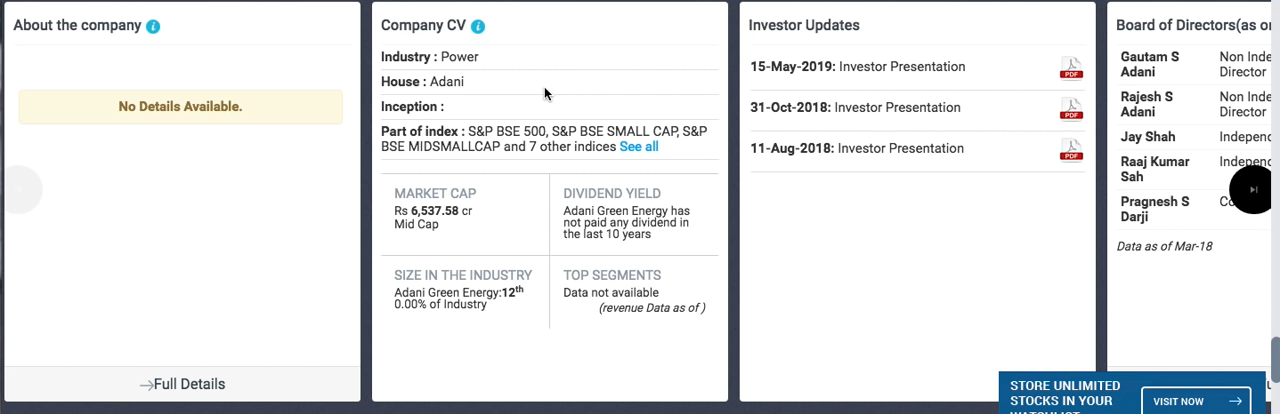 About the company
No Details Available.
Full Details
Company CV
Industry : Power
House : Adani
Inception :
Part of index : S&P BSE 500, S&P BSE SMALL CAP, S&P
BSE MIDSMALLCAP and 7 other indices See all
MARKET CAP
Rs 6,537.58 cr
Mid Cap
DIVIDEND YIELD
Adani Green Energy has
not paid any dividend in
the last 10 years
SIZE IN THE INDUSTRY
Adani Green Energy:12th
0.00% of Industry
TOP SEGMENTS
Data not available
(revenue Data as of )
Investor Updates
15-May-2019: Investor Presentation
PDF
31-Oct-2018: Investor Presentation
PDF
11-Aug-2018: Investor Presentation
PDF
Board of Directors(as o
Gautam S Non Inde
Adani Director
Rajesh S Non Inde
Adani Director
Jay Shah Independ
Raaj Kumar Independ
Sah
Pragnesh S
Darji
Data as of Mar-18
STORE UNLIMITED
STOCKS IN YOUR
WATCHLIST
VISIT NOW